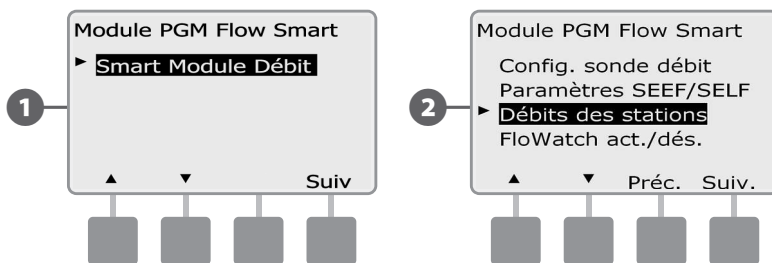 Module PGM Flow Smart
► Smart Module Débit
1
▲ ▼ Suiv
Module PGM Flow Smart
Config. sonde débit
Paramètres SEEF/SELF
2
► Débits des stations
FloWatch act./dés.
▲ ▼ Préc. Suiv.